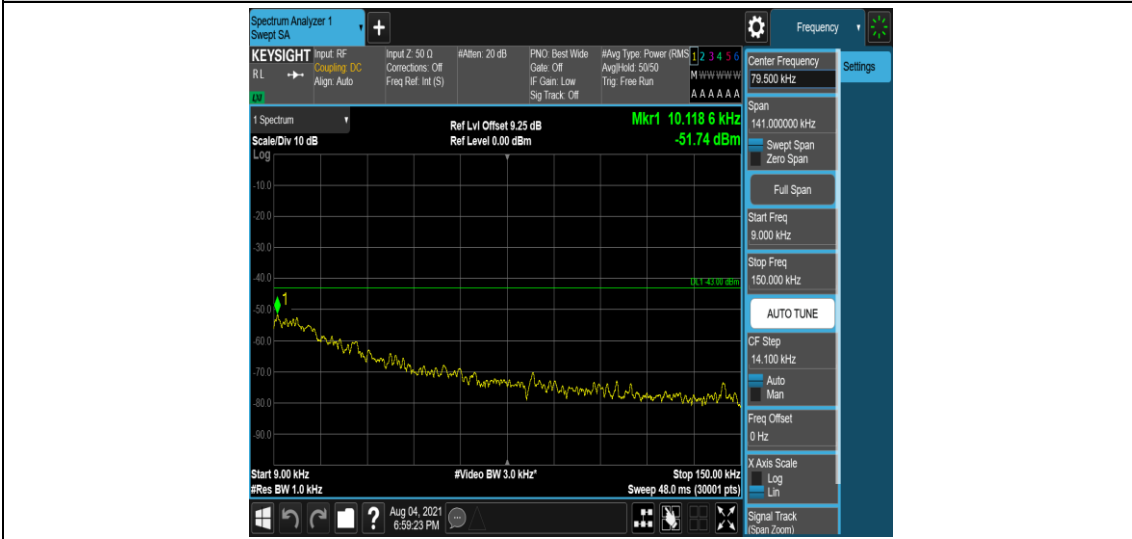 Spectrum Analyzer 1
Swept SA
+
Frequency
KEYSIGHT
RL
Input: RF
Coupling: DC
Align: Auto
Input Z: 50 Ω
Corrections: Off
Freq Ref: Int (S)
#Atten: 20 dB
PNO: Best Wide
Gate: Off
IF Gain: Low
Sig Track: Off
#Avg Type: Power (RMS
Avg|Hold: 50/50
Trig: Free Run
1 2 3 4 5 6
M W W W W W
A A A A A A
1 Spectrum
Scale/Div 10 dB
Log
Ref Lvl Offset 9.25 dB
Ref Level 0.00 dBm
Mkr1 10.118 6 kHz
-51.74 dBm
-10.0
-20.0
-30.0
-40.0
DL1 -43.00 dBm
1
-50.0
-60.0
-70.0
-80.0
-90.0
Start 9.00 kHz
#Res BW 1.0 kHz
#Video BW 3.0 kHz*
Stop 150.00 kHz
Sweep 48.0 ms (30001 pts)
?
Aug 04, 2021
6:59:23 PM
Settings
Center Frequency
79.500 kHz
Span
141.000000 kHz
Swept Span
Zero Span
Full Span
Start Freq
9.000 kHz
Stop Freq
150.000 kHz
AUTO TUNE
CF Step
14.100 kHz
Auto
Man
Freq Offset
0 Hz
X Axis Scale
Log
Lin
Signal Track
(Span Zoom)